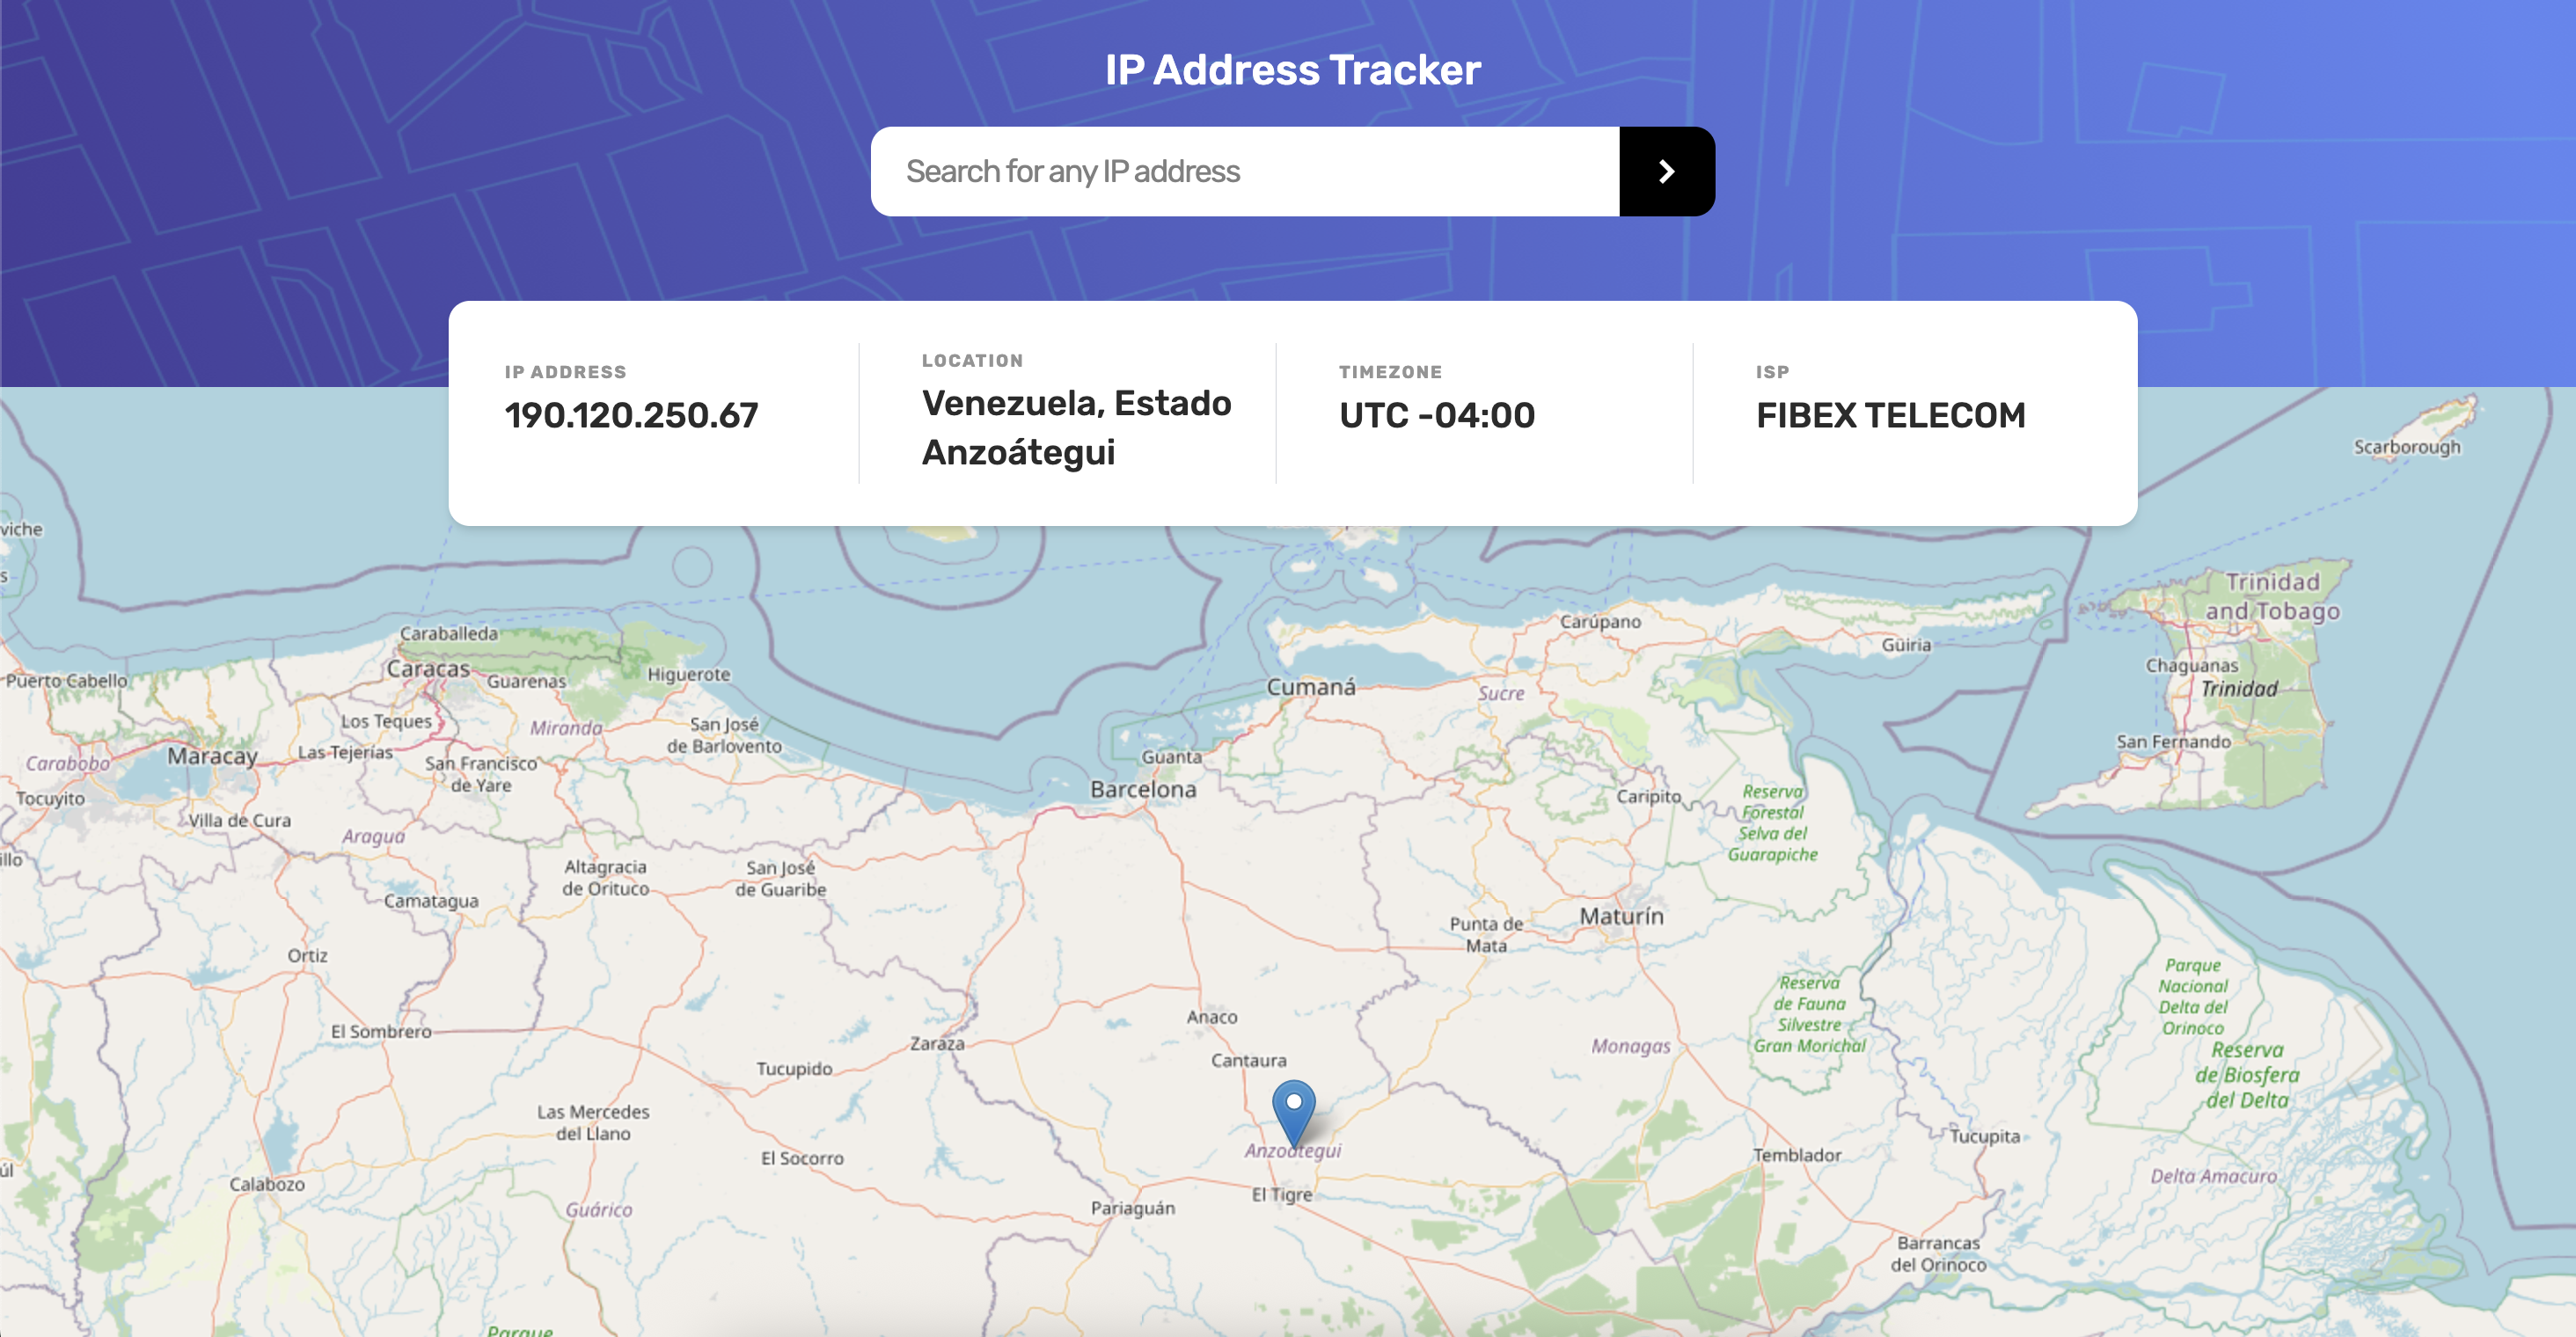 IP Address Tracker
Search for any IP address
IP ADDRESS
190.120.250.67
LOCATION
Venezuela, Estado
Anzoátegui
TIMEZONE
UTC -04:00
ISP
FIBEX TELECOM
Scarborough
viche
s
Trinidad
and Tobago
Caraballeda
Carúpano
Güiria
Caracas
Guarenas
Higuerote
Chaguanas
Puerto Cabello
Cumaná
Sucre
Trinidad
Los Teques
Miranda
San José
de Barlovento
Maracay
Las Tejerías
Carabobo
San Francisco
de Yare
Guanta
San Fernando
Tocuyito
Barcelona
Caripito
Reserva
Forestal
Selva del
Guarapiche
Villa de Cura
Aragua
illo
Altagracia
de Orituco
San José
de Guaribe
Camatagua
Punta de
Mata
Maturín
Ortiz
Parque
Nacional
Delta del
Orinoco
Reserva
de Fauna
Silvestre
Gran Morichal
El Sombrero
Anaco
Zaraza
Cantaura
Monagas
Reserva
de Biosfera
del Delta
Tucupido
Las Mercedes
del Llano
Tucupita
Anzoátegui
El Socorro
Temblador
úl
Calabozo
Delta Amacuro
El Tigre
Guárico
Pariaguán
Barrancas
del Orinoco
Parque